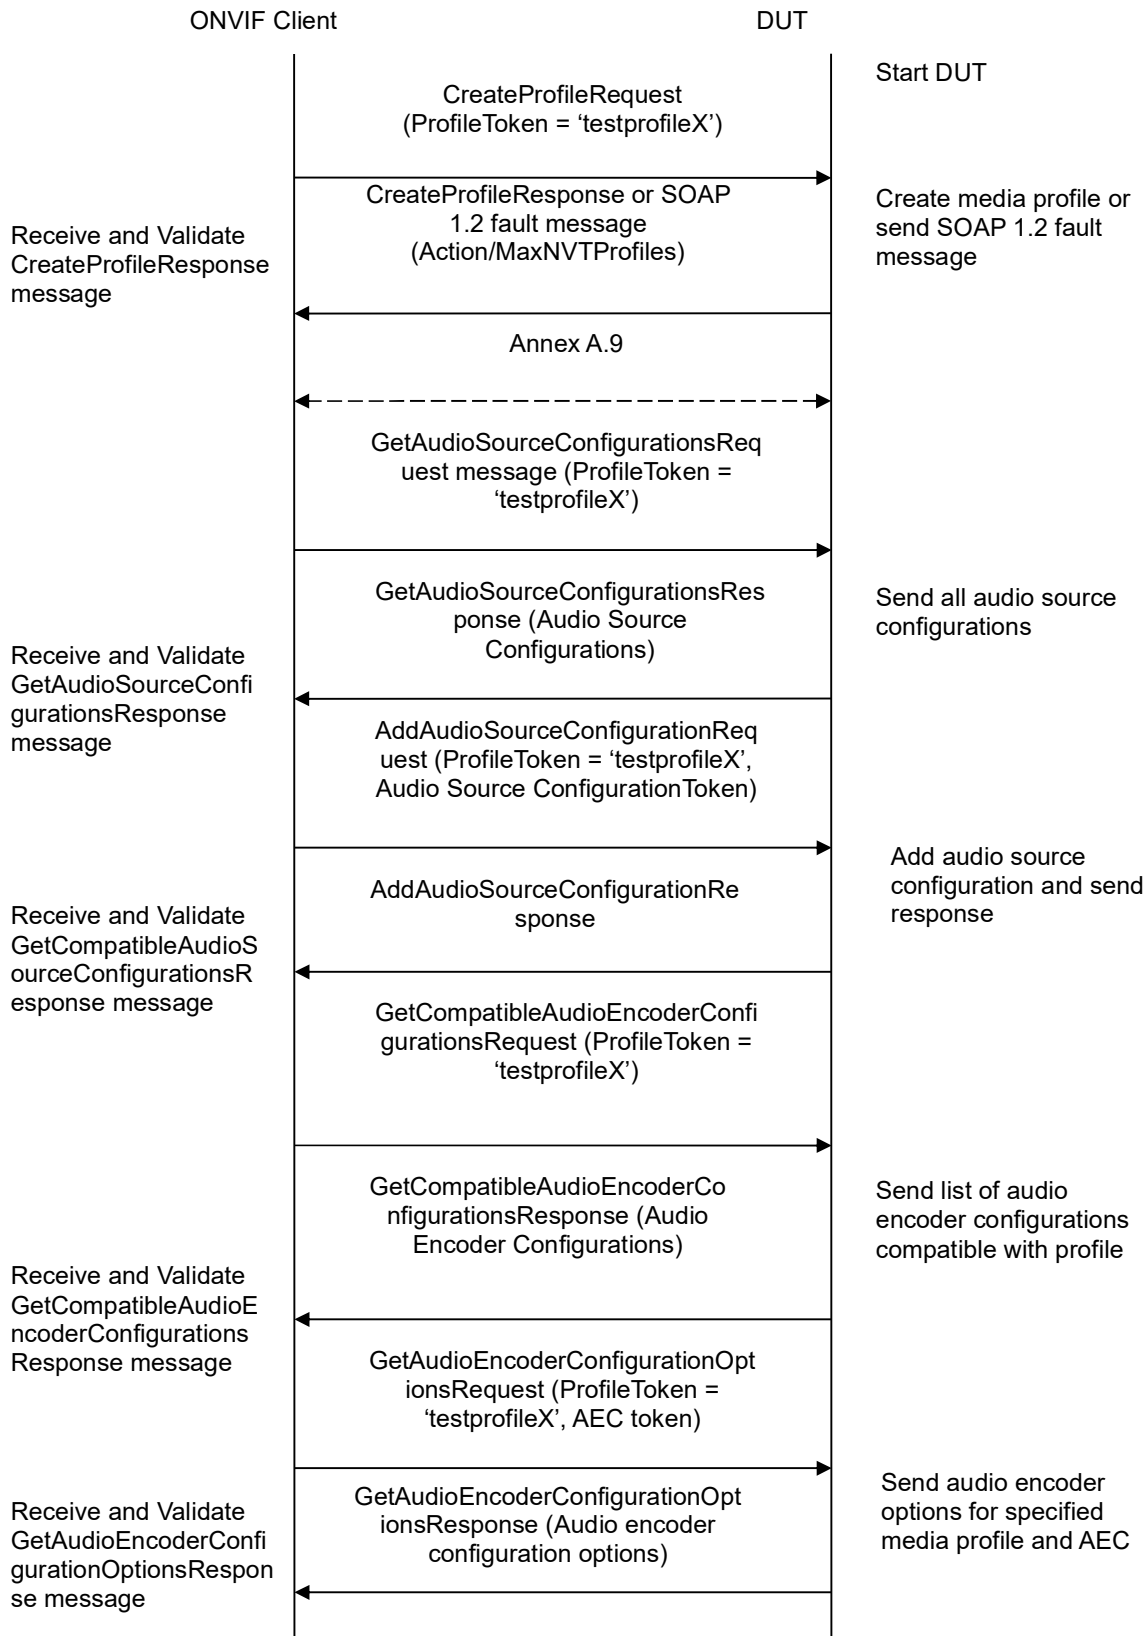 ONVIF Client
DUT
Start DUT
CreateProfileRequest
(ProfileToken = ‘testprofileX’)
CreateProfileResponse or SOAP
1.2 fault message
(Action/MaxNVTProfiles)
Create media profile or
send SOAP 1.2 fault
message
Receive and Validate
CreateProfileResponse
message
Annex A.9
GetAudioSourceConfigurationsReq
uest message (ProfileToken =
‘testprofileX’)
GetAudioSourceConfigurationsRes
ponse (Audio Source
Configurations)
Send all audio source
configurations
Receive and Validate
GetAudioSourceConfi
gurationsResponse
message
AddAudioSourceConfigurationReq
uest (ProfileToken = ‘testprofileX’,
Audio Source ConfigurationToken)
Add audio source
configuration and send
response
AddAudioSourceConfigurationRe
sponse
Receive and Validate
GetCompatibleAudioS
ourceConfigurationsR
esponse message
GetCompatibleAudioEncoderConfi
gurationsRequest (ProfileToken =
‘testprofileX’)
GetCompatibleAudioEncoderCo
nfigurationsResponse (Audio
Encoder Configurations)
Send list of audio
encoder configurations
compatible with profile
Receive and Validate
GetCompatibleAudioE
ncoderConfigurations
Response message
GetAudioEncoderConfigurationOpt
ionsRequest (ProfileToken =
‘testprofileX’, AEC token)
GetAudioEncoderConfigurationOpt
ionsResponse (Audio encoder
configuration options)
Send audio encoder
options for specified
media profile and AEC
Receive and Validate
GetAudioEncoderConfi
gurationOptionsRespon
se message